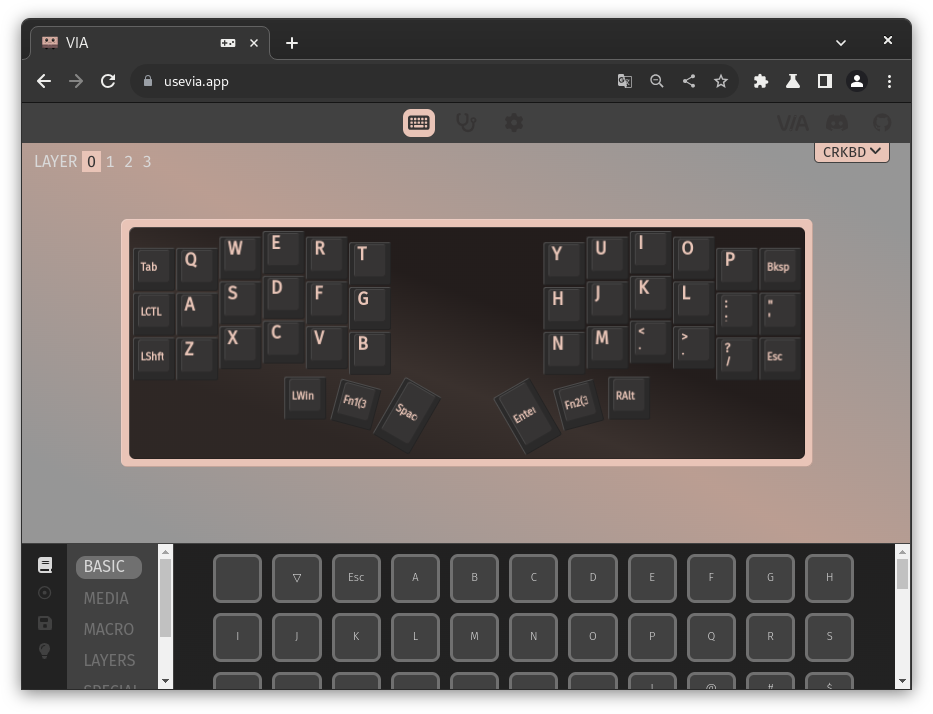 VIA
usevia.app
VIA
LAYER 0 1 2 3
CRKBD
Tab Q W E R T Y U I O P Bksp
LCTL A S D F G H J K L : ; " '
LShft Z X C V B N M < . > . ? / Esc
LWin Fn1(3 Spac Enter Fn2(3 RAlt
BASIC
MEDIA
MACRO
LAYERS
SPECIAL
▽ Esc A B C D E F G H
I J K L M N O P Q R S
! @ # $